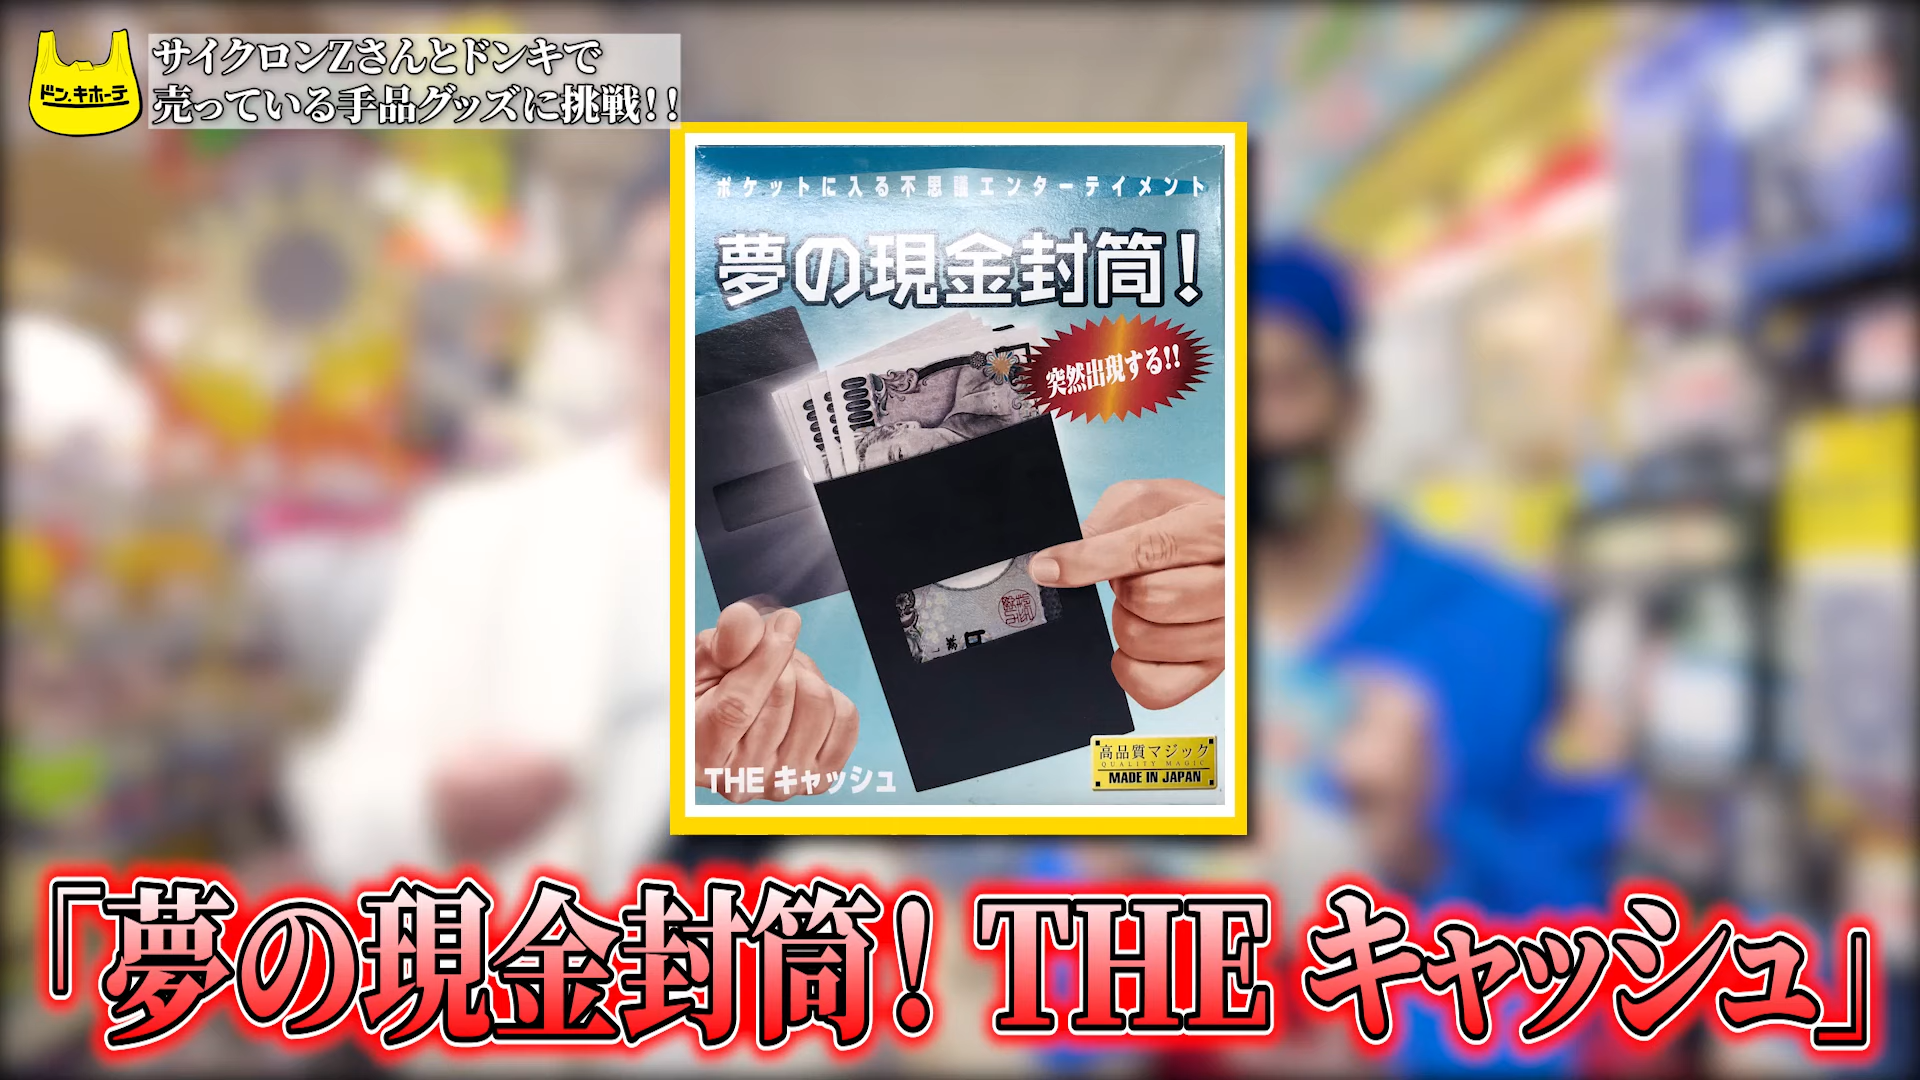 ドン.キホーテ
サイクロンZさんとドンキで
売っている手品グッズに挑戦!!
ポケットに入る不思議エンターテイメント
夢の現金封筒!
突然出現する!!
10000
10000
THE キャッシュ
高品質マジック
QUALITY MAGIC
MADE IN JAPAN
「夢の現金封筒! THE キャッシュ」